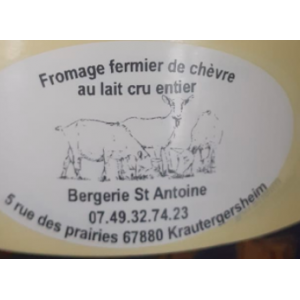 Fromage fermier de chèvre
au lait cru entier
Bergerie St Antoine
07.49.32.74.23
5 rue des prairies 67880 Krautergersheim